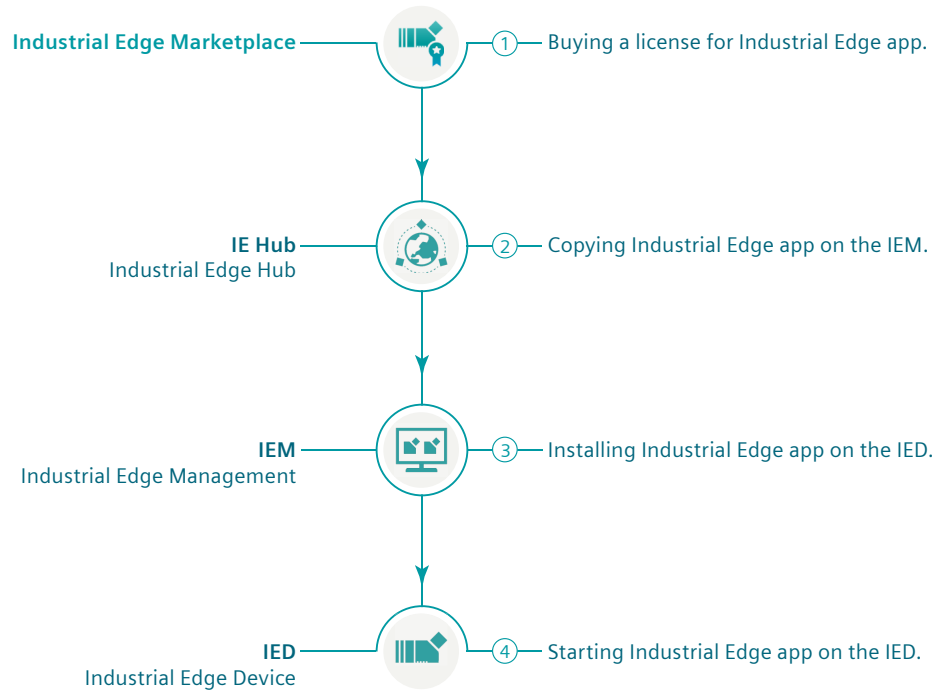 Industrial Edge Marketplace
1
Buying a license for Industrial Edge app.
IE Hub
Industrial Edge Hub
2
Copying Industrial Edge app on the IEM.
IEM
Industrial Edge Management
3
Installing Industrial Edge app on the IED.
IED
Industrial Edge Device
4
Starting Industrial Edge app on the IED.